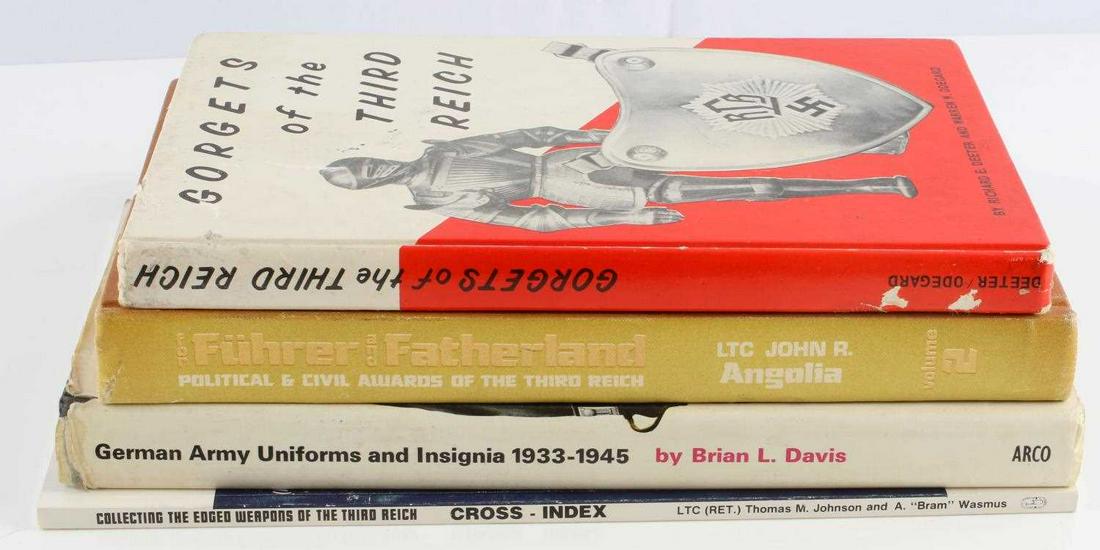 GORGETS
of the
THIRD
REICH
RLB
BY RICHARD E. DEETER AND WARREN W. ODEGARD
GORGETS of the THIRD REICH DEETER/ODEGARD
for Führer and Fatherland LTC JOHN R. Angolia volume 2
POLITICAL & CIVIL AWARDS OF THE THIRD REICH
German Army Uniforms and Insignia 1933-1945 by Brian L. Davis ARCO
COLLECTING THE EDGED WEAPONS OF THE THIRD REICH CROSS - INDEX LTC (RET.) Thomas M. Johnson and A. "Bram" Wasmus